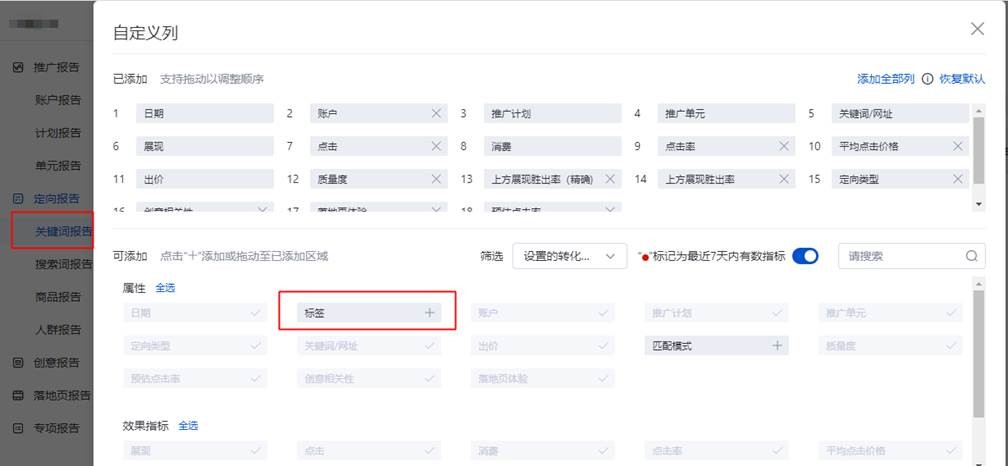 自定义列
推广报告
账户报告
计划报告
单元报告
定向报告
关键词报告
搜索词报告
商品报告
人群报告
创意报告
落地页报告
专项报告
已添加 支持拖动以调整顺序 添加全部列 恢复默认
1 日期 2 账户 3 推广计划 4 推广单元 5 关键词/网址
6 展现 7 点击 8 消费 9 点击率 10 平均点击价格
11 出价 12 质量度 13 上方展现胜出率（精确） 14 上方展现胜出率 15 定向类型
16 创意相关性 17 落地页体验 18 预估点击率
可添加 点击"十"添加或拖动至已添加区域 筛选 设置的转化... "●"标记为最近7天内有数指标 请搜索
属性 全选
日期 标签 账户 推广计划 推广单元
定向类型 关键词/网址 出价 匹配模式 质量度
预估点击率 创意相关性 落地页体验
效果指标 全选
展现 点击 消费 点击率 平均点击价格